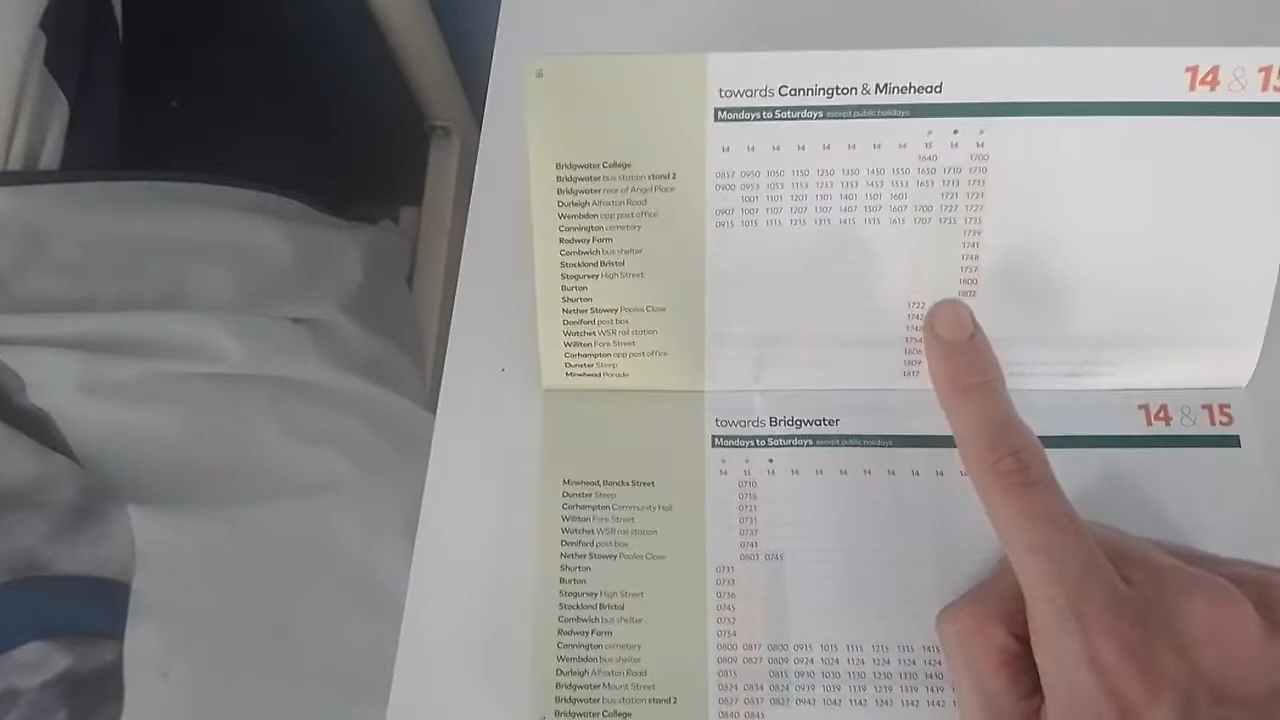 towards Cannington & Minehead
14 & 15
Mondays to Saturdays except public holidays
14 14 14 14 14 14 14 14 15 14 14
Bridgwater College 1640 1700
Bridgwater bus station stand 2 0857 0950 1050 1150 1250 1350 1450 1550 1650 1710 1710
Bridgwater rear of Angel Place 0900 0953 1053 1153 1253 1353 1453 1553 1653 1713 1713
Durleigh Alfoxton Road 1001 1101 1201 1301 1401 1501 1601 1721 1721
Wembdon opp post office 0907 1007 1107 1207 1307 1407 1507 1607 1700 1727 1727
Cannington cemetery 0915 1015 1115 1215 1315 1415 1515 1615 1707 1735 1735
Rodway Farm 1739
Combwich bus shelter 1741
Stockland Bristol 1748
Stogursey High Street 1757
Burton 1800
Shurton 1802
Nether Stowey Pooles Close 1722
Doniford post box 1742
Watchet WSR rail station 1748
Williton Fore Street 1754
Carhampton opp post office 1806
Dunster Steep 1809
Minehead Parade 1817
towards Bridgwater
14 & 15
Mondays to Saturdays except public holidays
14 15 14 14 14 14 14 14 14 14
Minehead, Bancks Street 0710
Dunster Steep 0718
Carhampton Community Hall 0721
Williton Fore Street 0731
Watchet WSR rail station 0737
Doniford post box 0741
Nether Stowey Pooles Close 0803 0745
Shurton 0731
Burton 0733
Stogursey High Street 0736
Stockland Bristol 0745
Combwich bus shelter 0752
Rodway Farm 0754
Cannington cemetery 0800 0817 0800 0915 1015 1115 1215 1315 1415
Wembdon bus shelter 0809 0827 0809 0924 1024 1124 1224 1324 1424
Durleigh Alfoxton Road 0815 0815 0930 1030 1130 1230 1330 1430
Bridgwater Mount Street 0824 0834 0824 0939 1039 1139 1239 1339 1439
Bridgwater bus station stand 2 0827 0837 0827 0942 1042 1142 1242 1342 1442
Bridgwater College 0840 0845